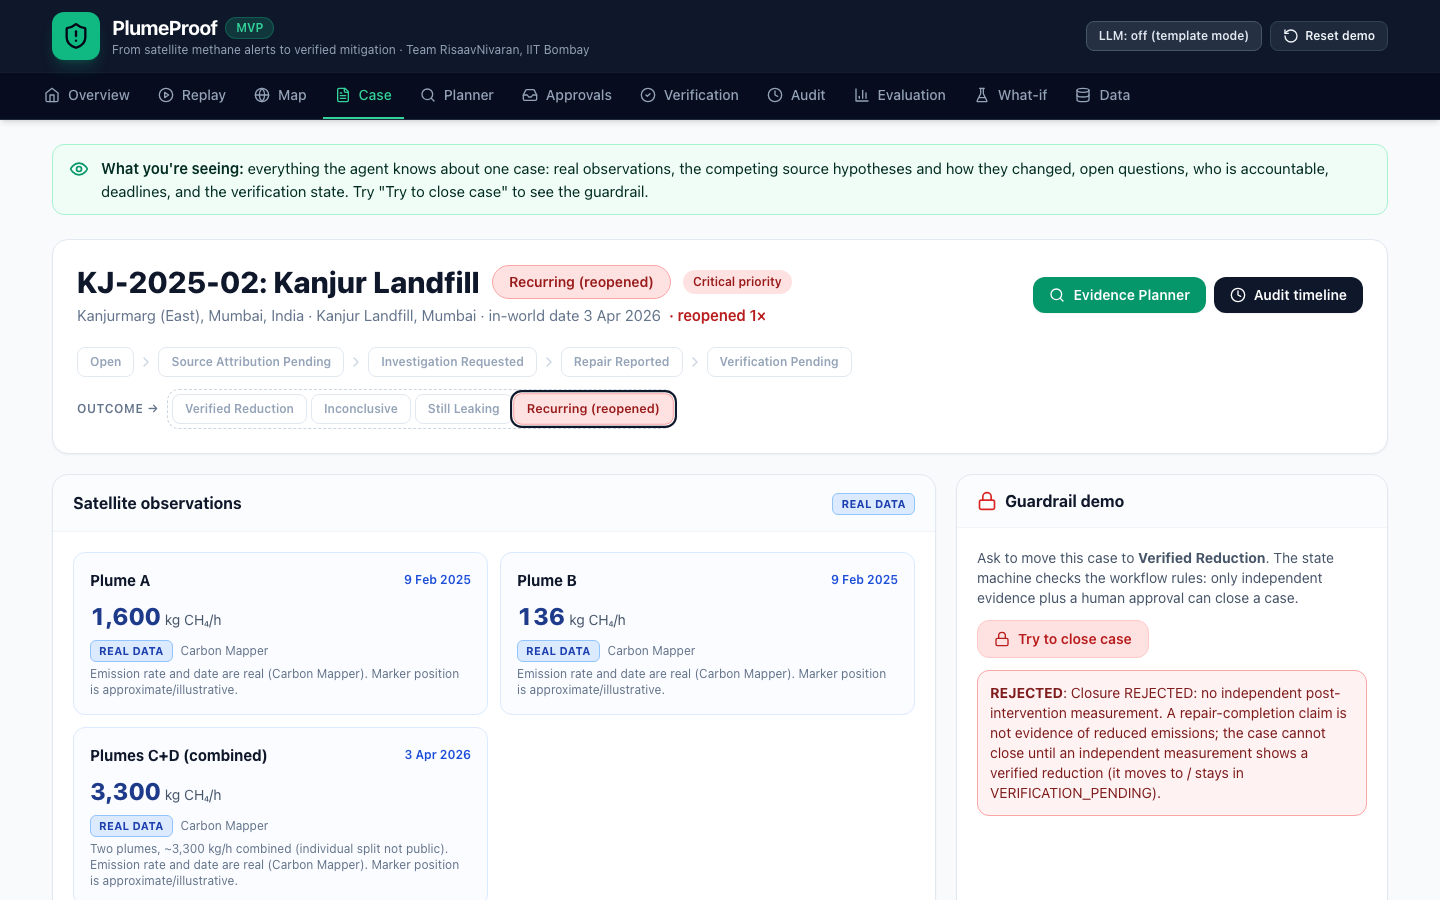 PlumeProof MVP
From satellite methane alerts to verified mitigation · Team RisaavNivaran, IIT Bombay
LLM: off (template mode)
Reset demo
Overview
Replay
Map
Case
Planner
Approvals
Verification
Audit
Evaluation
What-if
Data
What you're seeing: everything the agent knows about one case: real observations, the competing source hypotheses and how they changed, open questions, who is accountable,
deadlines, and the verification state. Try "Try to close case" to see the guardrail.
KJ-2025-02: Kanjur Landfill
Recurring (reopened)
Critical priority
Kanjurmarg (East), Mumbai, India · Kanjur Landfill, Mumbai · in-world date 3 Apr 2026 · reopened 1×
Evidence Planner
Audit timeline
Open
Source Attribution Pending
Investigation Requested
Repair Reported
Verification Pending
OUTCOME →
Verified Reduction
Inconclusive
Still Leaking
Recurring (reopened)
Satellite observations
REAL DATA
Plume A
9 Feb 2025
1,600 kg CH₄/h
REAL DATA Carbon Mapper
Emission rate and date are real (Carbon Mapper). Marker position
is approximate/illustrative.
Plume B
9 Feb 2025
136 kg CH₄/h
REAL DATA Carbon Mapper
Emission rate and date are real (Carbon Mapper). Marker position
is approximate/illustrative.
Plumes C+D (combined)
3 Apr 2026
3,300 kg CH₄/h
REAL DATA Carbon Mapper
Two plumes, ~3,300 kg/h combined (individual split not public).
Emission rate and date are real (Carbon Mapper). Marker position
is approximate/illustrative.
Guardrail demo
Ask to move this case to Verified Reduction. The state
machine checks the workflow rules: only independent
evidence plus a human approval can close a case.
Try to close case
REJECTED: Closure REJECTED: no independent post-
intervention measurement. A repair-completion claim is
not evidence of reduced emissions; the case cannot
close until an independent measurement shows a
verified reduction (it moves to / stays in
VERIFICATION_PENDING).